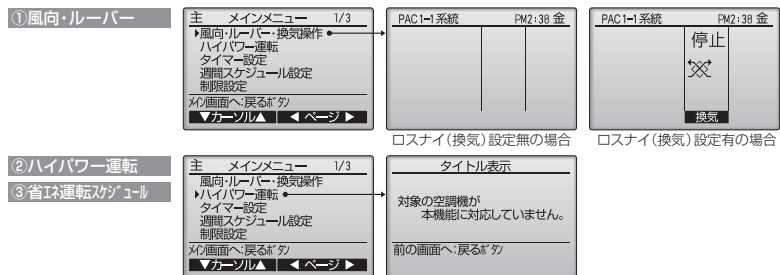 ①風向・ルーバー
主 メインメニュー 1/3
▶風向・ルーバー・換気操作
ハイパワー運転
タイマー設定
週間スケジュール設定
制限設定
メイン画面へ:戻るボタン
▼カーソル▲ ◀ ページ ▶
PAC1-1系統 PM2:30 金
ロスナイ(換気)設定無の場合
PAC1-1系統 PM2:30 金
停止
換気
ロスナイ(換気)設定有の場合
②ハイパワー運転
③省エネ運転スケジュール
主 メインメニュー 1/3
風向・ルーバー・換気操作
▶ハイパワー運転
タイマー設定
週間スケジュール設定
制限設定
メイン画面へ:戻るボタン
▼カーソル▲ ◀ ページ ▶
タイトル表示
対象の空調機が
本機能に対応していません。
前の画面へ:戻るボタン